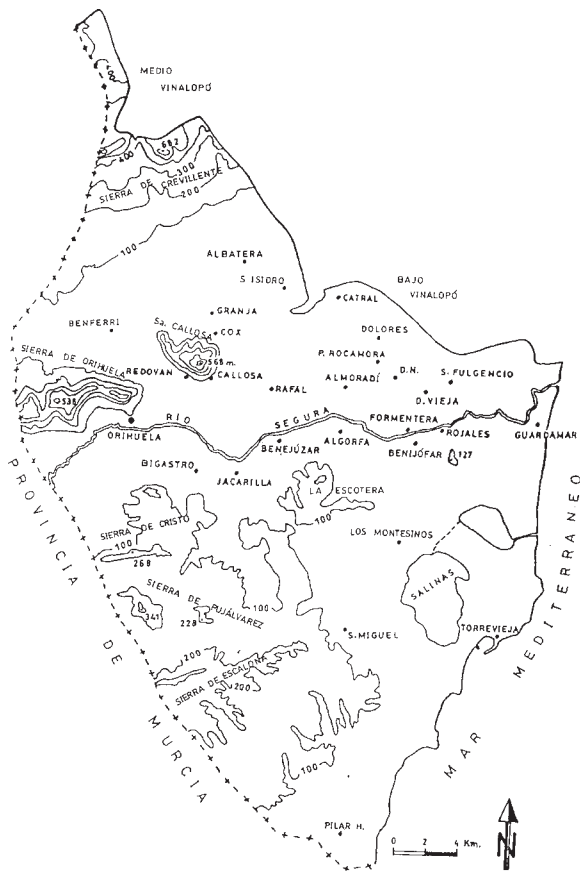 MEDIO
VINALOPÓ
400
682
300
SIERRA DE CREVILLENTE
200
100
ALBATERA
S. ISIDRO
BAJO
VINALOPÓ
CATRAL
GRANJA
BENFERRI
Sa. CALLOSA
COX
DOLORES
SIERRA DE ORIHUELA
568 m.
P. ROCAMORA
REDOVAN
CALLOSA
D.N.
S. FULGENCIO
RAFAL
ALMORADÍ
D. VIEJA
538
RÍO
SEGURA
FORMENTERA
ORIHUELA
ROJALES
GUARDAMAR
BENEJÚZAR
ALGORFA
BENIJÓFAR
127
BIGASTRO
JACARILLA
LA ESCOTERA
100
SIERRA DE CRISTO
LOS MONTESINOS
100
268
SALINAS
SIERRA DE PUJÁLVAREZ
100
341
228
S. MIGUEL
TORREVIEJA
200
SIERRA DE ESCALONA
200
100
PILAR H.
PROVINCIA DE MURCIA
MAR MEDITERRANEO
0 2 4 Km.
N